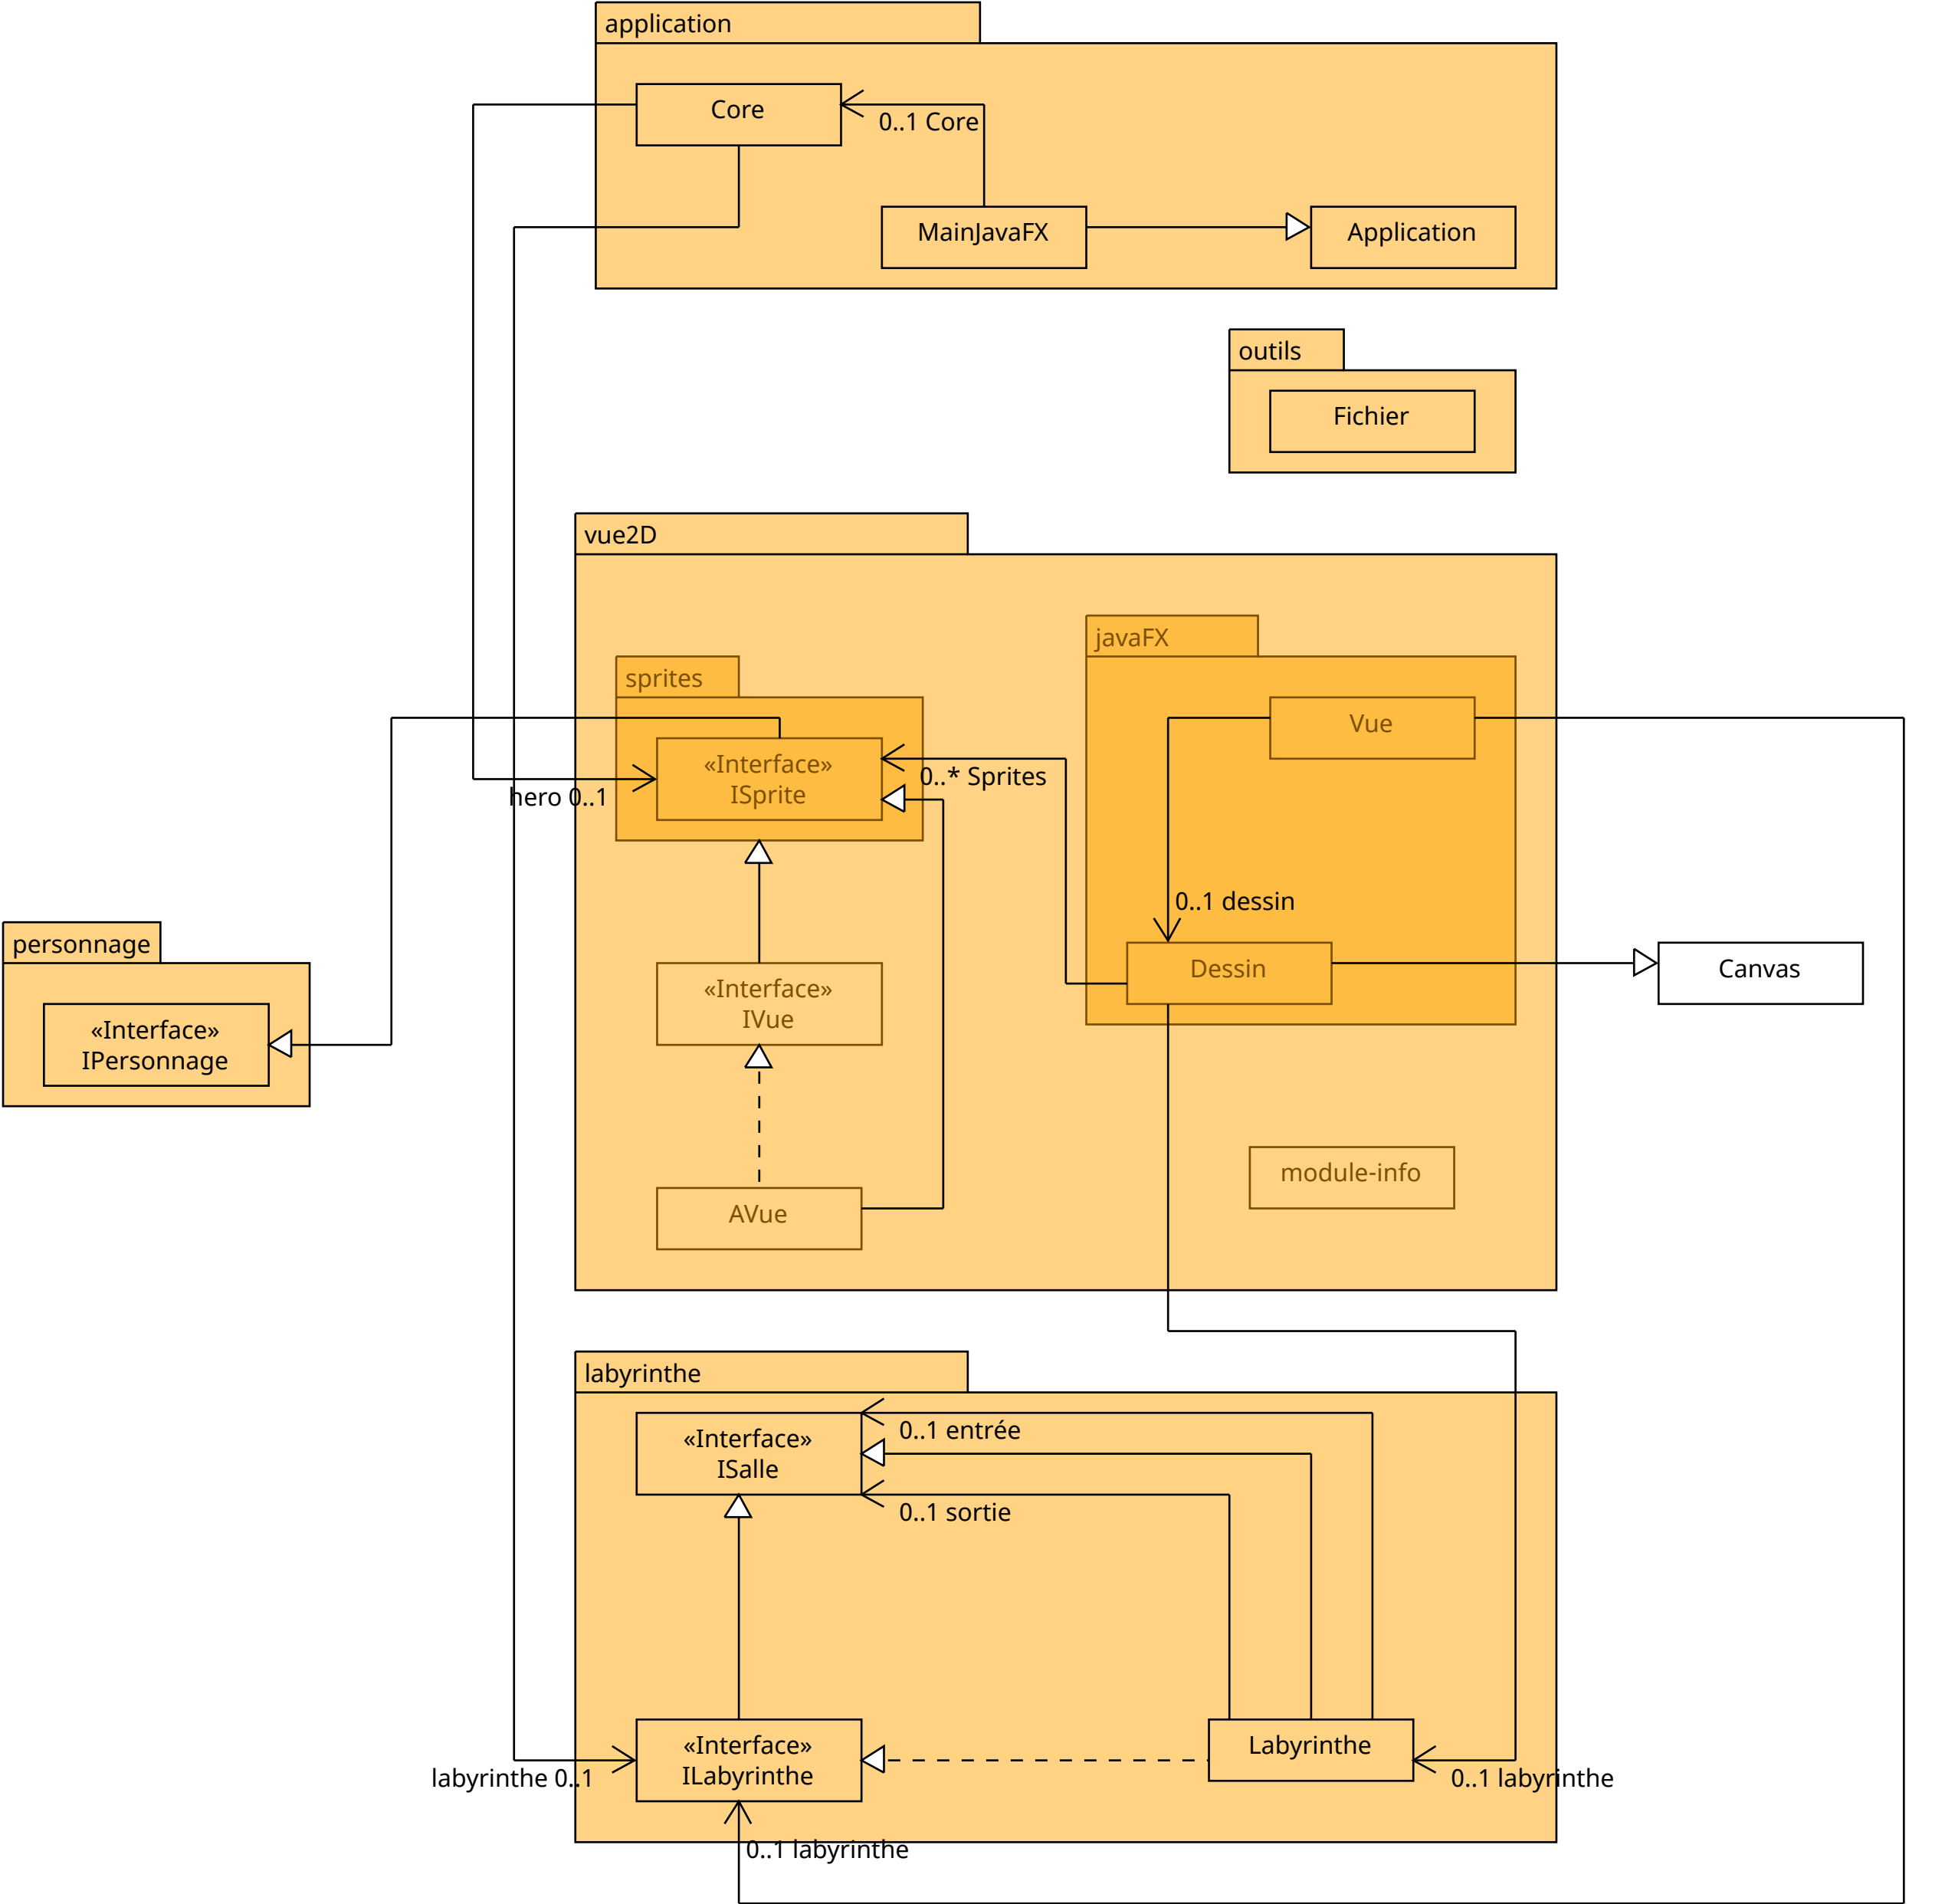 application
Core
0..1 Core
MainJavaFX
Application
outils
Fichier
vue2D
javaFX
sprites
Vue
«Interface»
ISprite
0..* Sprites
hero 0..1
0..1 dessin
personnage
Dessin
Canvas
«Interface»
IVue
«Interface»
IPersonnage
module-info
AVue
labyrinthe
«Interface»
ISalle
0..1 entrée
0..1 sortie
«Interface»
ILabyrinthe
Labyrinthe
labyrinthe 0..1
0..1 labyrinthe
0..1 labyrinthe